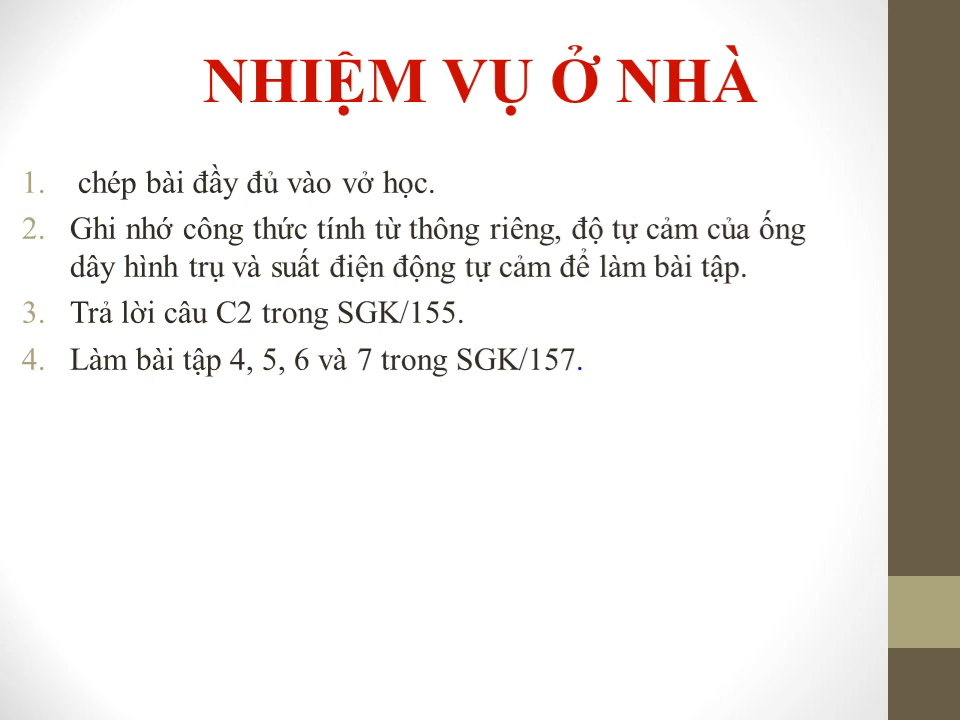 NHIỆM VỤ Ở NHÀ
1. chép bài đầy đủ vào vở học.
2. Ghi nhớ công thức tính từ thông riêng, độ tự cảm của ống
dây hình trụ và suất điện động tự cảm để làm bài tập.
3. Trả lời câu C2 trong SGK/155.
4. Làm bài tập 4, 5, 6 và 7 trong SGK/157.